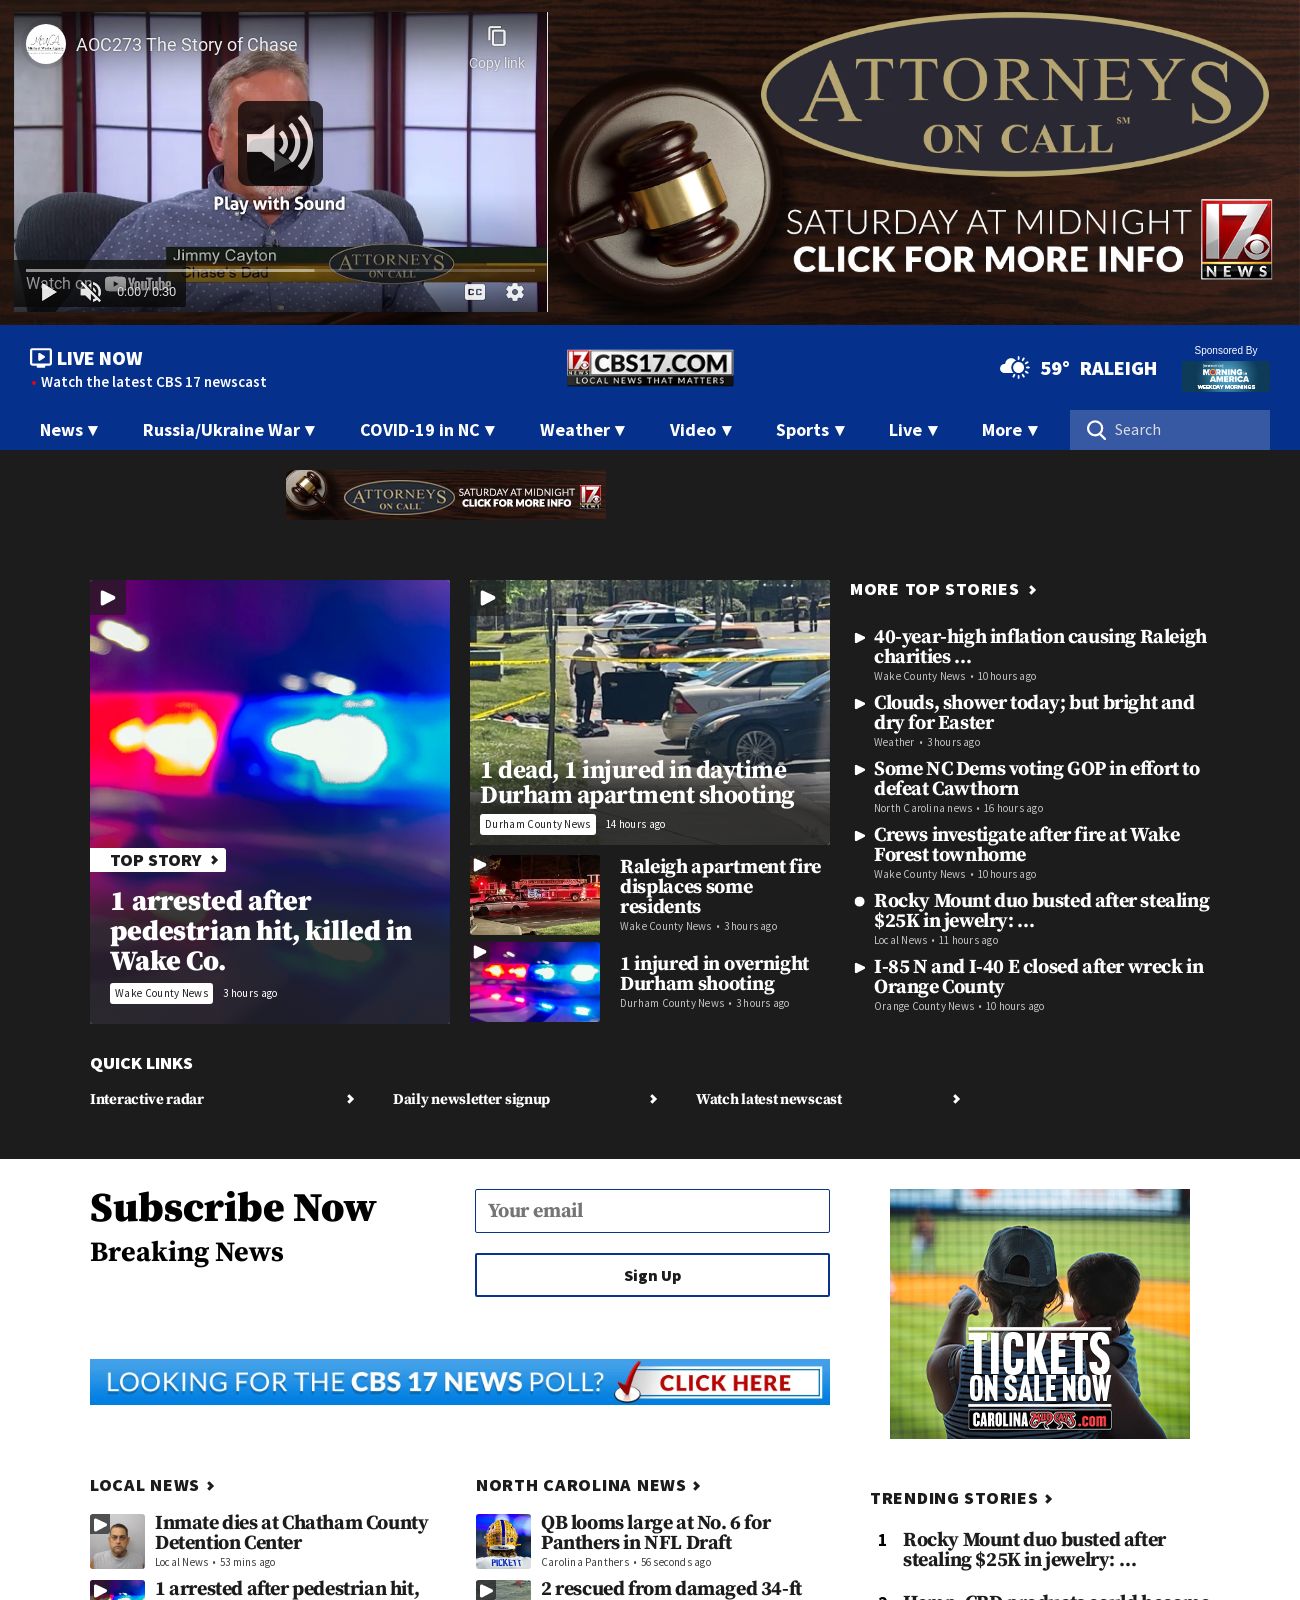 AOC273 The Story of Chase
Copy link
Play with Sound
Jimmy Cayton
Chase's Dad
ATTORNEYS
ON CALL
Watch on YouTube
0:00 / 0:30
CC
ATTORNEYS
ON CALL
SM
SATURDAY AT MIDNIGHT
CLICK FOR MORE INFO
17
NEWS
LIVE NOW
Watch the latest CBS 17 newscast
17
NEWS
CBS17.COM
LOCAL NEWS THAT MATTERS
59° RALEIGH
Sponsored By
MORNING in
AMERICA
WEEKDAY MORNINGS
News ▼
Russia/Ukraine War ▼
COVID-19 in NC ▼
Weather ▼
Video ▼
Sports ▼
Live ▼
More ▼
Search
ATTORNEYS
ON CALL
SATURDAY AT MIDNIGHT
CLICK FOR MORE INFO
17
NEWS
TOP STORY
1 arrested after
pedestrian hit, killed in
Wake Co.
Wake County News 3 hours ago
1 dead, 1 injured in daytime
Durham apartment shooting
Durham County News 14 hours ago
Raleigh apartment fire
displaces some
residents
Wake County News • 3 hours ago
1 injured in overnight
Durham shooting
Durham County News • 3 hours ago
MORE TOP STORIES
40-year-high inflation causing Raleigh
charities …
Wake County News • 10 hours ago
Clouds, shower today; but bright and
dry for Easter
Weather • 3 hours ago
Some NC Dems voting GOP in effort to
defeat Cawthorn
North Carolina news • 16 hours ago
Crews investigate after fire at Wake
Forest townhome
Wake County News • 10 hours ago
Rocky Mount duo busted after stealing
$25K in jewelry: …
Local News • 11 hours ago
I-85 N and I-40 E closed after wreck in
Orange County
Orange County News • 10 hours ago
QUICK LINKS
Interactive radar
Daily newsletter signup
Watch latest newscast
Subscribe Now
Breaking News
Your email
Sign Up
TICKETS
ON SALE NOW
CAROLINA MUDCATS .com
LOOKING FOR THE CBS 17 NEWS POLL? CLICK HERE
LOCAL NEWS
Inmate dies at Chatham County
Detention Center
Local News • 53 mins ago
1 arrested after pedestrian hit,
NORTH CAROLINA NEWS
PICKETT
QB looms large at No. 6 for
Panthers in NFL Draft
Carolina Panthers • 56 seconds ago
2 rescued from damaged 34-ft
TRENDING STORIES
1 Rocky Mount duo busted after
stealing $25K in jewelry: …